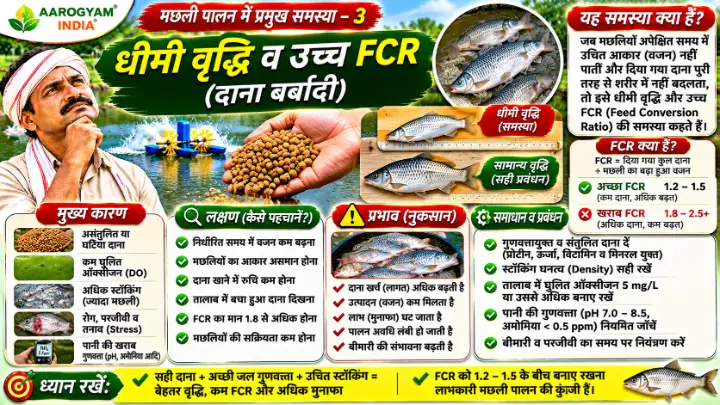 AAROGYAM
INDIA
मछली पालन में प्रमुख समस्या – 3
धीमी वृद्धि व उच्च FCR
(दाना बर्बादी)
यह समस्या क्या है?
जब मछलियाँ अपेक्षित समय में
उचित आकार (वजन) नहीं
पातीं और दिया गया दाना पुरी
तरह से शरीर में नहीं बदलता,
तो इसे धीमी वृद्धि और उच्च
FCR (Feed Conversion
Ratio) की समस्या कहते हैं।
धीमी वृद्धि
(समस्या)
सामान्य वृद्धि
(सही प्रबंधन)
FCR क्या है?
FCR = दिया गया कुल दाना
÷ मछली का बढ़ा हुआ वजन
अच्छा FCR 1.2 – 1.5
(कम दाना, अधिक बढ़त)
खराब FCR 1.8 – 2.5+
(अधिक दाना, कम बढ़त)
मुख्य कारण
असंतुलित या
घटिया दाना
कम घुलित
ऑक्सीजन (DO)
अधिक स्टॉकिंग
(ज्यादा मछली)
रोग, परजीवी व
तनाव (Stress)
पानी की खराब
गुणवत्ता (pH, अमोनिया आदि)
लक्षण (कैसे पहचानें?)
निर्धारित समय में वजन कम बढ़ना
मछलियों का आकार असमान होना
दाना खाने में रुचि कम होना
तालाब में बचा हुआ दाना दिखना
FCR का मान 1.8 से अधिक होना
मछलियों की सक्रियता कम होना
प्रभाव (नुकसान)
दाना खर्च (लागत) अधिक बढ़ती है
उत्पादन (वजन) कम मिलता है
लाभ (मुनाफा) घट जाता है
पालन अवधि लंबी हो जाती है
बीमारी की संभावना बढ़ती है
समाधान व प्रबंधन
गुणवत्तायुक्त व संतुलित दाना दें
(प्रोटीन, ऊर्जा, विटामिन व मिनरल युक्त)
स्टॉकिंग घनत्व (Density) सही रखें
तालाब में घुलित ऑक्सीजन 5 mg/L
या उससे अधिक बनाए रखें
पानी की गुणवत्ता (pH 7.0 – 8.5,
अमोनिया < 0.5 ppm) नियमित जाँचें
बीमारी व परजीवी का समय पर नियंत्रण करें
ध्यान रखें:
सही दाना + अच्छी जल गुणवत्ता + उचित स्टॉकिंग =
बेहतर वृद्धि, कम FCR और अधिक मुनाफा
FCR को 1.2 – 1.5 के बीच बनाए रखना
लाभकारी मछली पालन की कुंजी है।